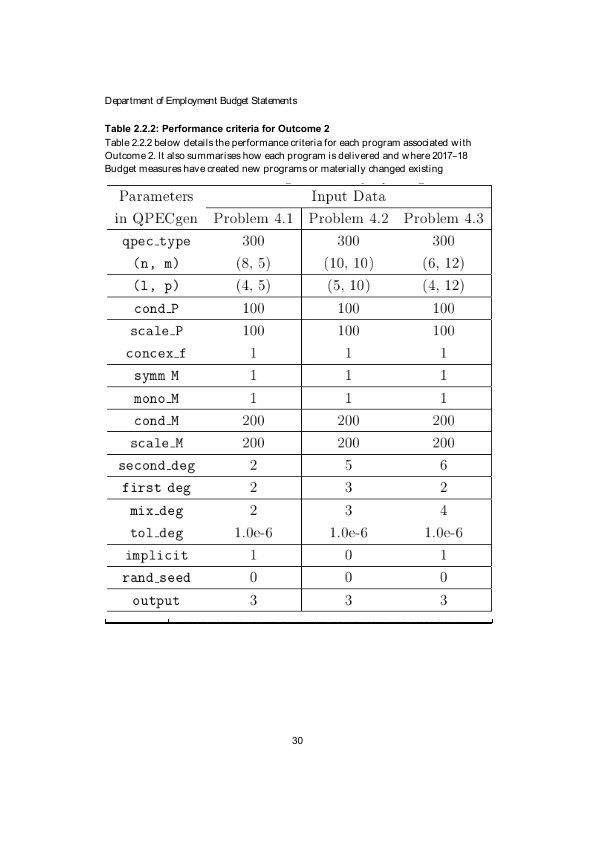 Department of Employment Budget Statements
Table 2.2.2: Performance criteria for Outcome 2
Table 2.2.2 below details the performance criteria for each program associated with
Outcome 2. It also summarises how each program is delivered and where 2017–18
Budget measures have created new programs or materially changed existing
Parameters Input Data
in QPECgen Problem 4.1 Problem 4.2 Problem 4.3
qpec_type 300 300 300
(n, m) (8, 5) (10, 10) (6, 12)
(l, p) (4, 5) (5, 10) (4, 12)
cond_P 100 100 100
scale_P 100 100 100
concex_f 1 1 1
symm M 1 1 1
mono_M 1 1 1
cond_M 200 200 200
scale_M 200 200 200
second_deg 2 5 6
first deg 2 3 2
mix_deg 2 3 4
tol_deg 1.0e-6 1.0e-6 1.0e-6
implicit 1 0 1
rand_seed 0 0 0
output 3 3 3
30